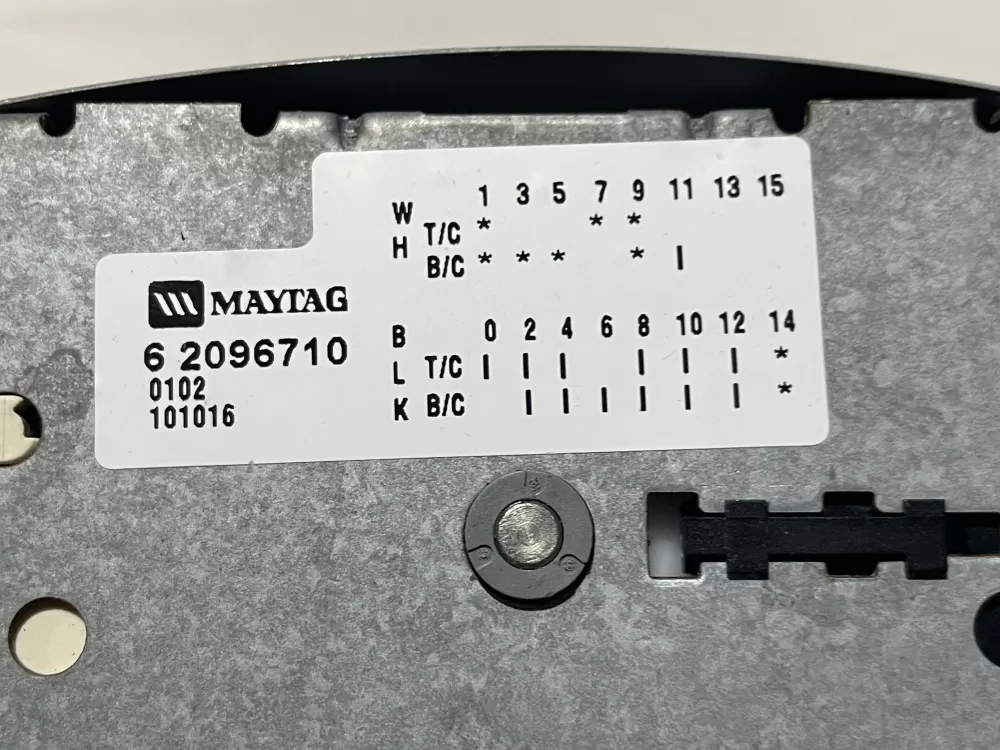 MAYTAG
6 2096710
0102
101016
W H 1 3 5 7 9 11 13 15
T/C * * *
B/C * * * * I
B L K 0 2 4 6 8 10 12 14
T/C I I I I I I *
B/C I I I I I I *